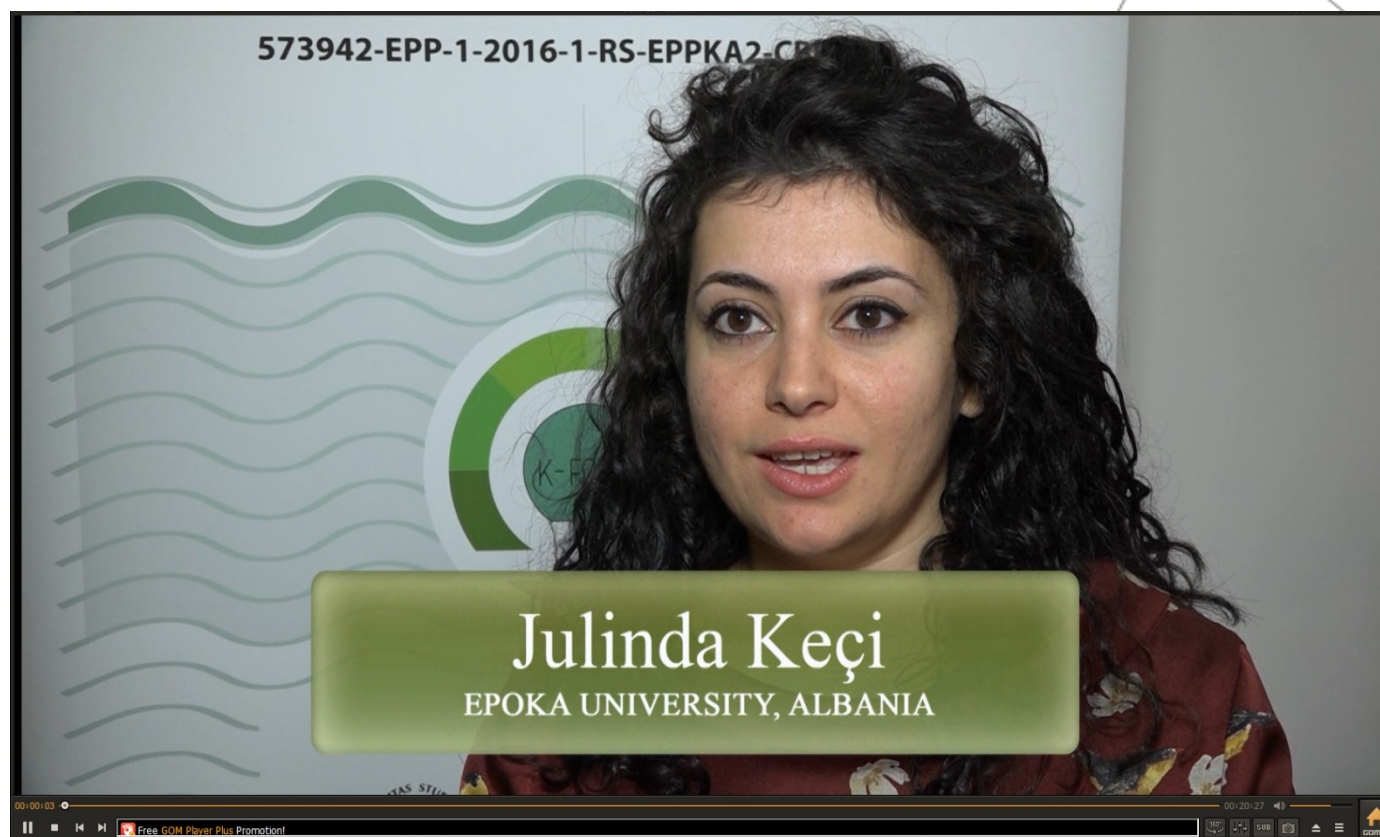 573942-EPP-1-2016-1-RS-EPPKA2-CB
K-F
Julinda Keçi
EPOKA UNIVERSITY, ALBANIA
00:00:03
00:20:27
Free GOM Player Plus Promotion!
SUB